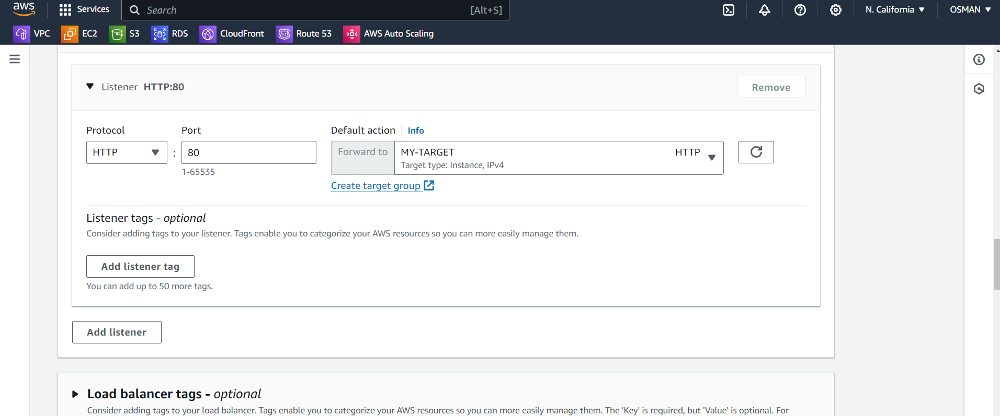 aws Services Search [Alt+S] N. California OSMAN
VPC EC2 S3 RDS CloudFront 53 Route 53 AWS Auto Scaling
Listener HTTP:80 Remove
Protocol Port Default action Info
HTTP : 80 Forward to MY-TARGET HTTP
Target type: Instance, IPv4
1-65535
Create target group
Listener tags - optional
Consider adding tags to your listener. Tags enable you to categorize your AWS resources so you can more easily manage them.
Add listener tag
You can add up to 50 more tags.
Add listener
Load balancer tags - optional
Consider adding tags to your load balancer. Tags enable you to categorize your AWS resources so you can more easily manage them. The 'Key' is required, but 'Value' is optional. For